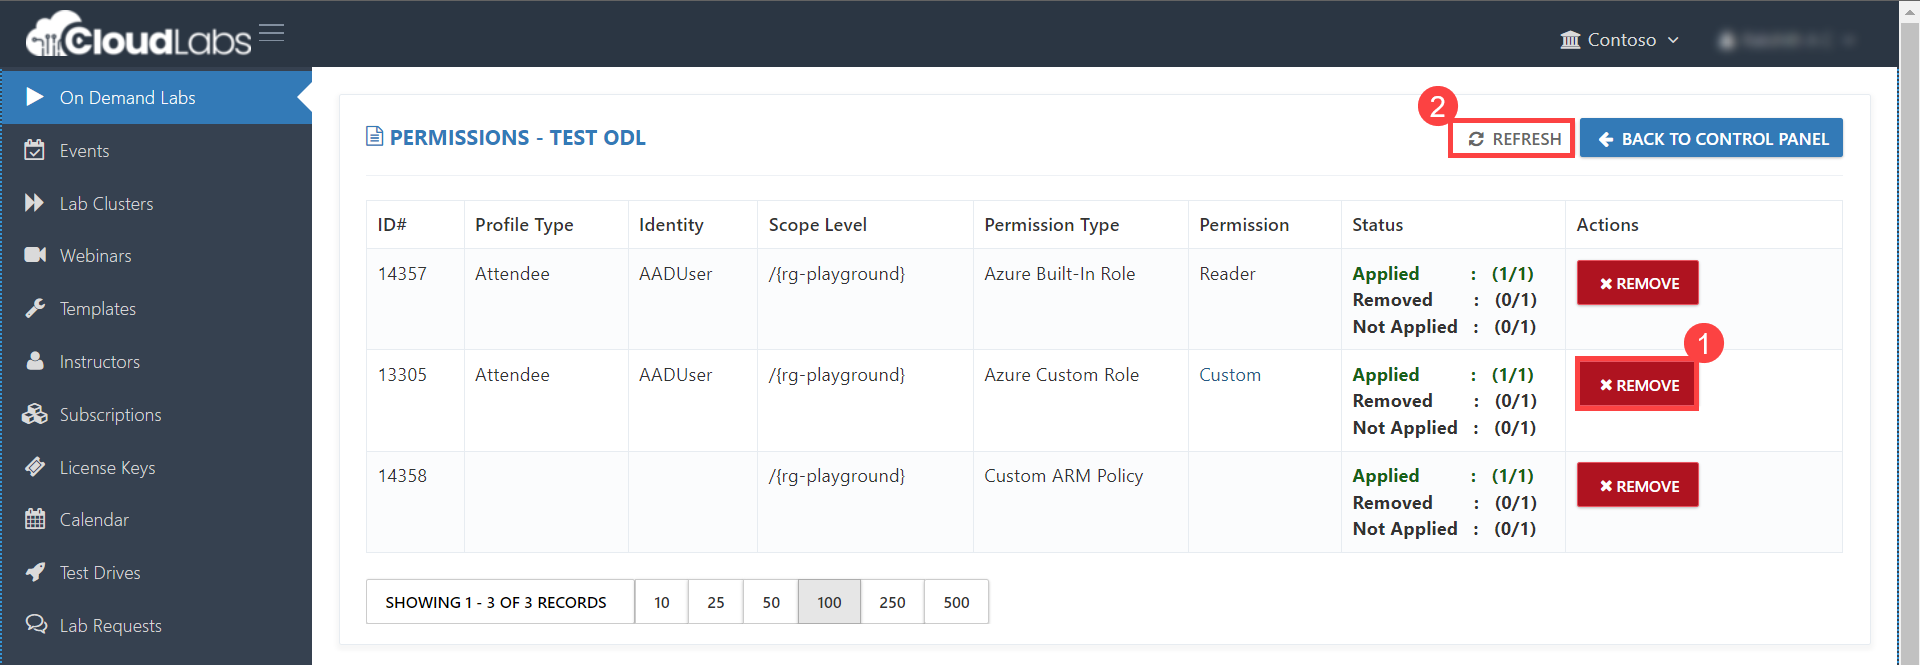 CloudLabs
Contoso
On Demand Labs
Events
Lab Clusters
Webinars
Templates
Instructors
Subscriptions
License Keys
Calendar
Test Drives
Lab Requests
PERMISSIONS - TEST ODL
2
REFRESH
BACK TO CONTROL PANEL
ID# Profile Type Identity Scope Level Permission Type Permission Status Actions
14357 Attendee AADUser /{rg-playground} Azure Built-In Role Reader Applied : (1/1) REMOVE
Removed : (0/1)
Not Applied : (0/1)
1
13305 Attendee AADUser /{rg-playground} Azure Custom Role Custom Applied : (1/1) REMOVE
Removed : (0/1)
Not Applied : (0/1)
14358 /{rg-playground} Custom ARM Policy Applied : (1/1) REMOVE
Removed : (0/1)
Not Applied : (0/1)
SHOWING 1 - 3 OF 3 RECORDS 10 25 50 100 250 500